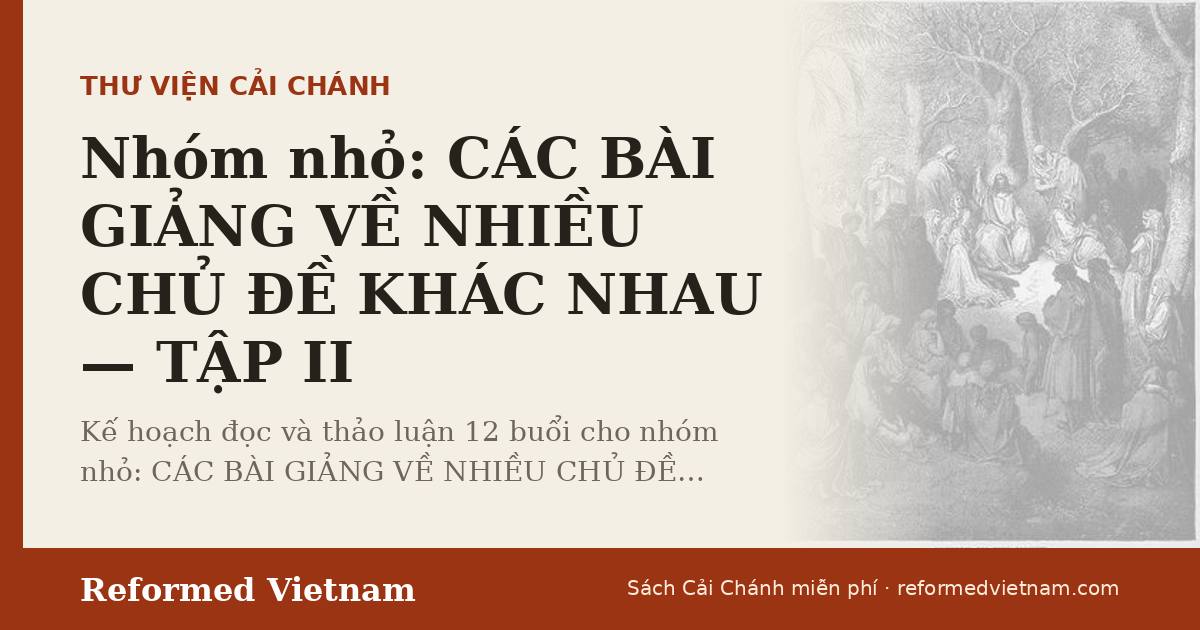 THƯ VIỆN CẢI CHÁNH
Nhóm nhỏ: CÁC BÀI
GIẢNG VỀ NHIỀU
CHỦ ĐỀ KHÁC NHAU
— TẬP II
Kế hoạch đọc và thảo luận 12 buổi cho nhóm
nhỏ: CÁC BÀI GIẢNG VỀ NHIỀU CHỦ ĐỀ...
Reformed Vietnam
Sách Cải Chánh miễn phí · reformedvietnam.com